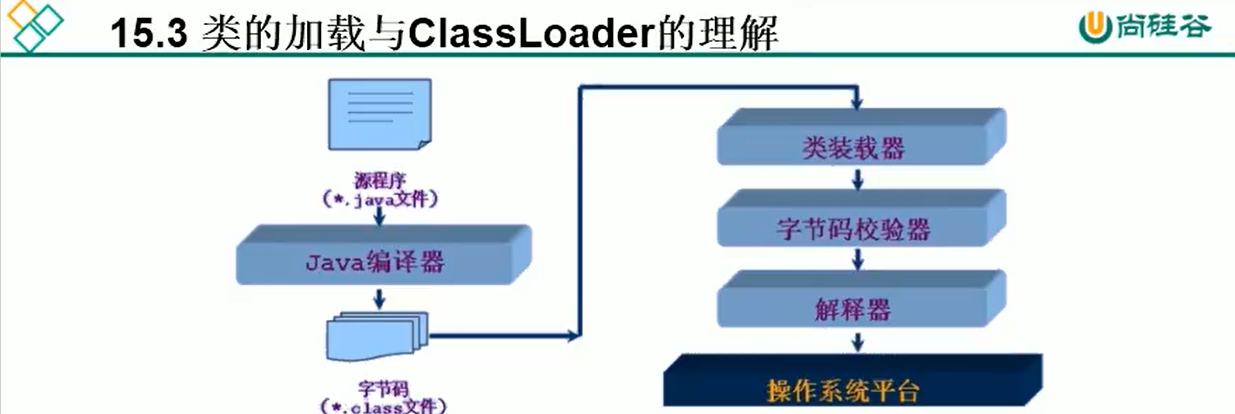 15.3 类的加载与ClassLoader的理解
尚硅谷
源程序
(*.java文件)
Java编译器
字节码
(*.class文件)
类装载器
字节码校验器
解释器
操作系统平台